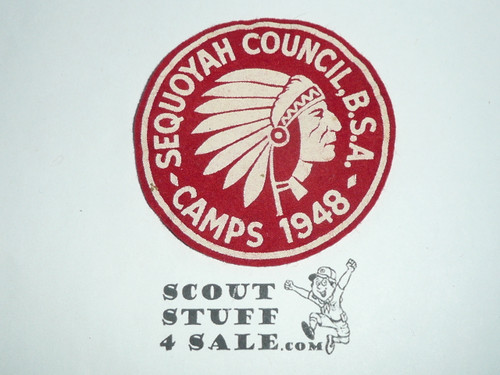 SEQUOYAH COUNCIL, B.S.A.
- CAMPS 1948 -
SCOUT
STUFF
4 SALE.COM